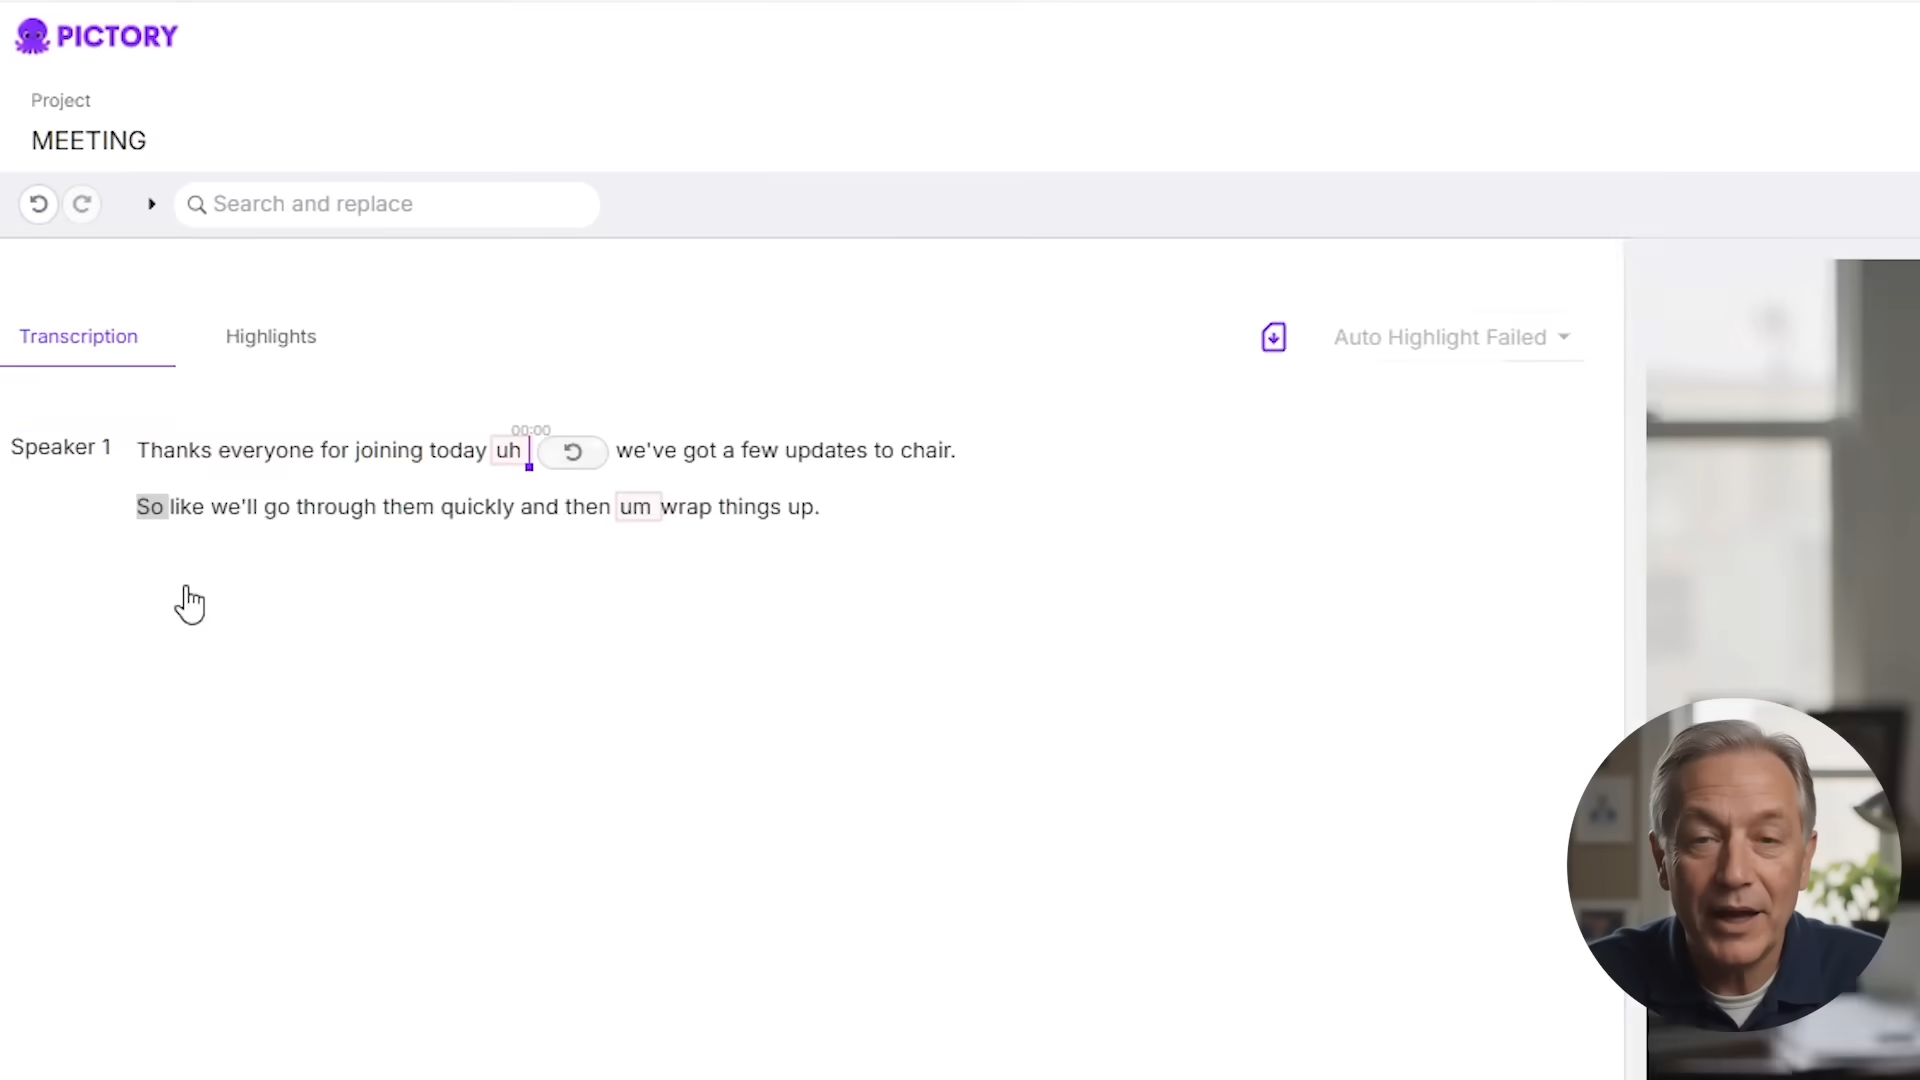 PICTORY
Project
MEETING
Search and replace
Transcription Highlights Auto Highlight Failed
00:00
Speaker 1 Thanks everyone for joining today uh we've got a few updates to chair.
So like we'll go through them quickly and then um wrap things up.